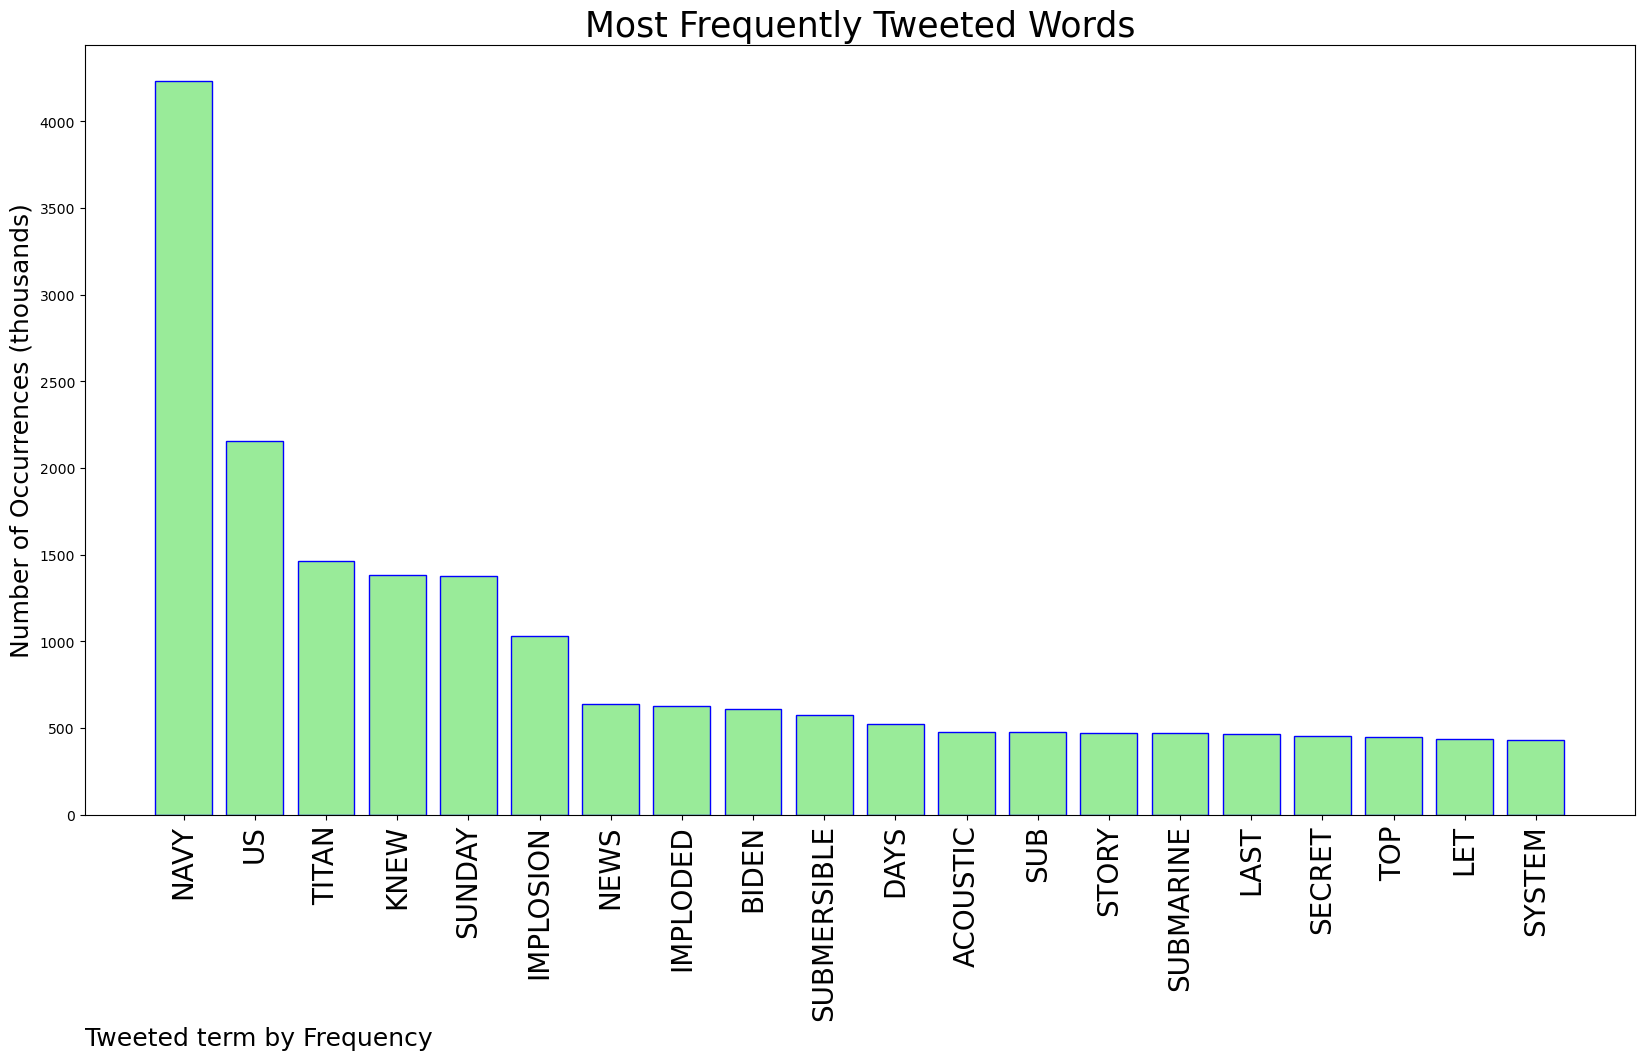 Most Frequently Tweeted Words
Number of Occurrences (thousands)
4000
3500
3000
2500
2000
1500
1000
500
0
NAVY
US
TITAN
KNEW
SUNDAY
IMPLOSION
NEWS
IMPLODED
BIDEN
SUBMERSIBLE
DAYS
ACOUSTIC
SUB
STORY
SUBMARINE
LAST
SECRET
TOP
LET
SYSTEM
Tweeted term by Frequency